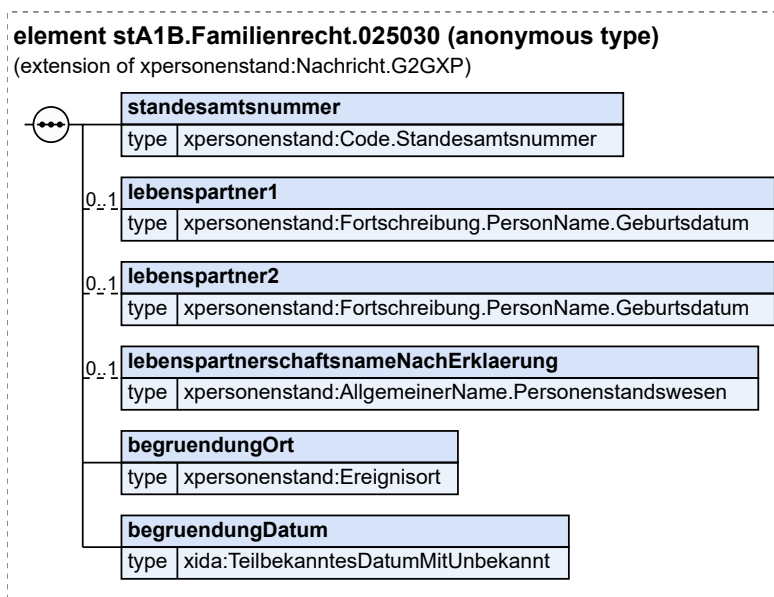 element stA1B.Familienrecht.025030 (anonymous type)
(extension of xpersonenstand:Nachricht.G2GXP)
standesamtsnummer
type xpersonenstand:Code.Standesamtsnummer
0..1 lebenspartner1
type xpersonenstand:Fortschreibung.PersonName.Geburtsdatum
0..1 lebenspartner2
type xpersonenstand:Fortschreibung.PersonName.Geburtsdatum
0..1 lebenspartnerschaftsnameNachErklaerung
type xpersonenstand:AllgemeinerName.Personenstandswesen
begruendungOrt
type xpersonenstand:Ereignisort
begruendungDatum
type xida:TeilbekanntesDatumMitUnbekannt